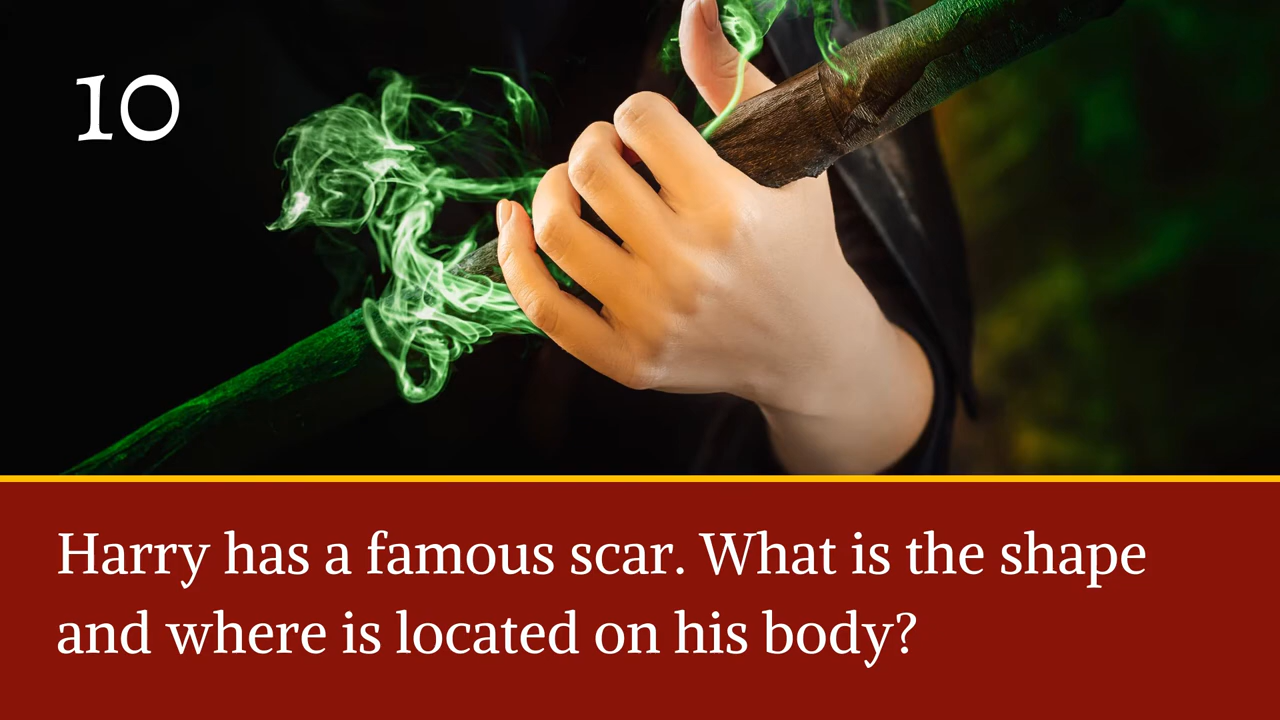 10
Harry has a famous scar. What is the shape
and where is located on his body?